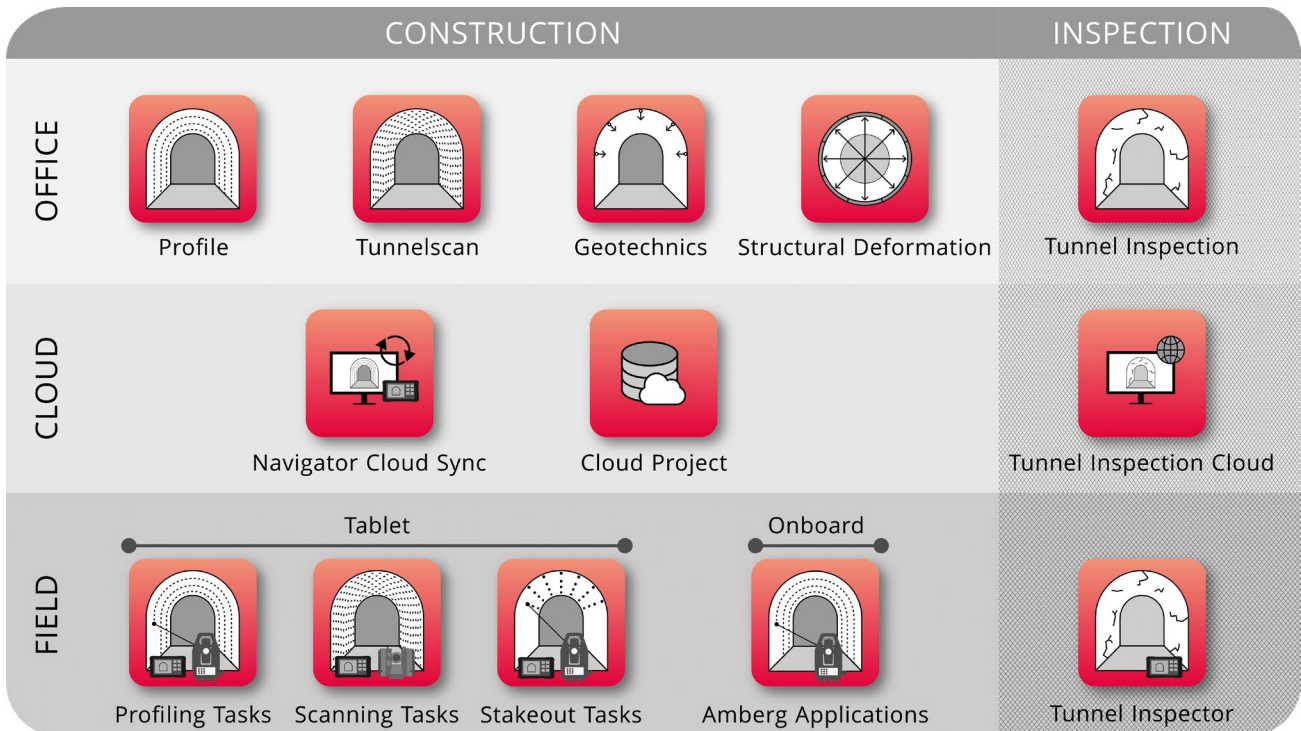 CONSTRUCTION
INSPECTION
OFFICE
Profile
Tunnelscan
Geotechnics
Structural Deformation
Tunnel Inspection
CLOUD
Navigator Cloud Sync
Cloud Project
Tunnel Inspection Cloud
FIELD
Tablet
Onboard
Profiling Tasks
Scanning Tasks
Stakeout Tasks
Amberg Applications
Tunnel Inspector